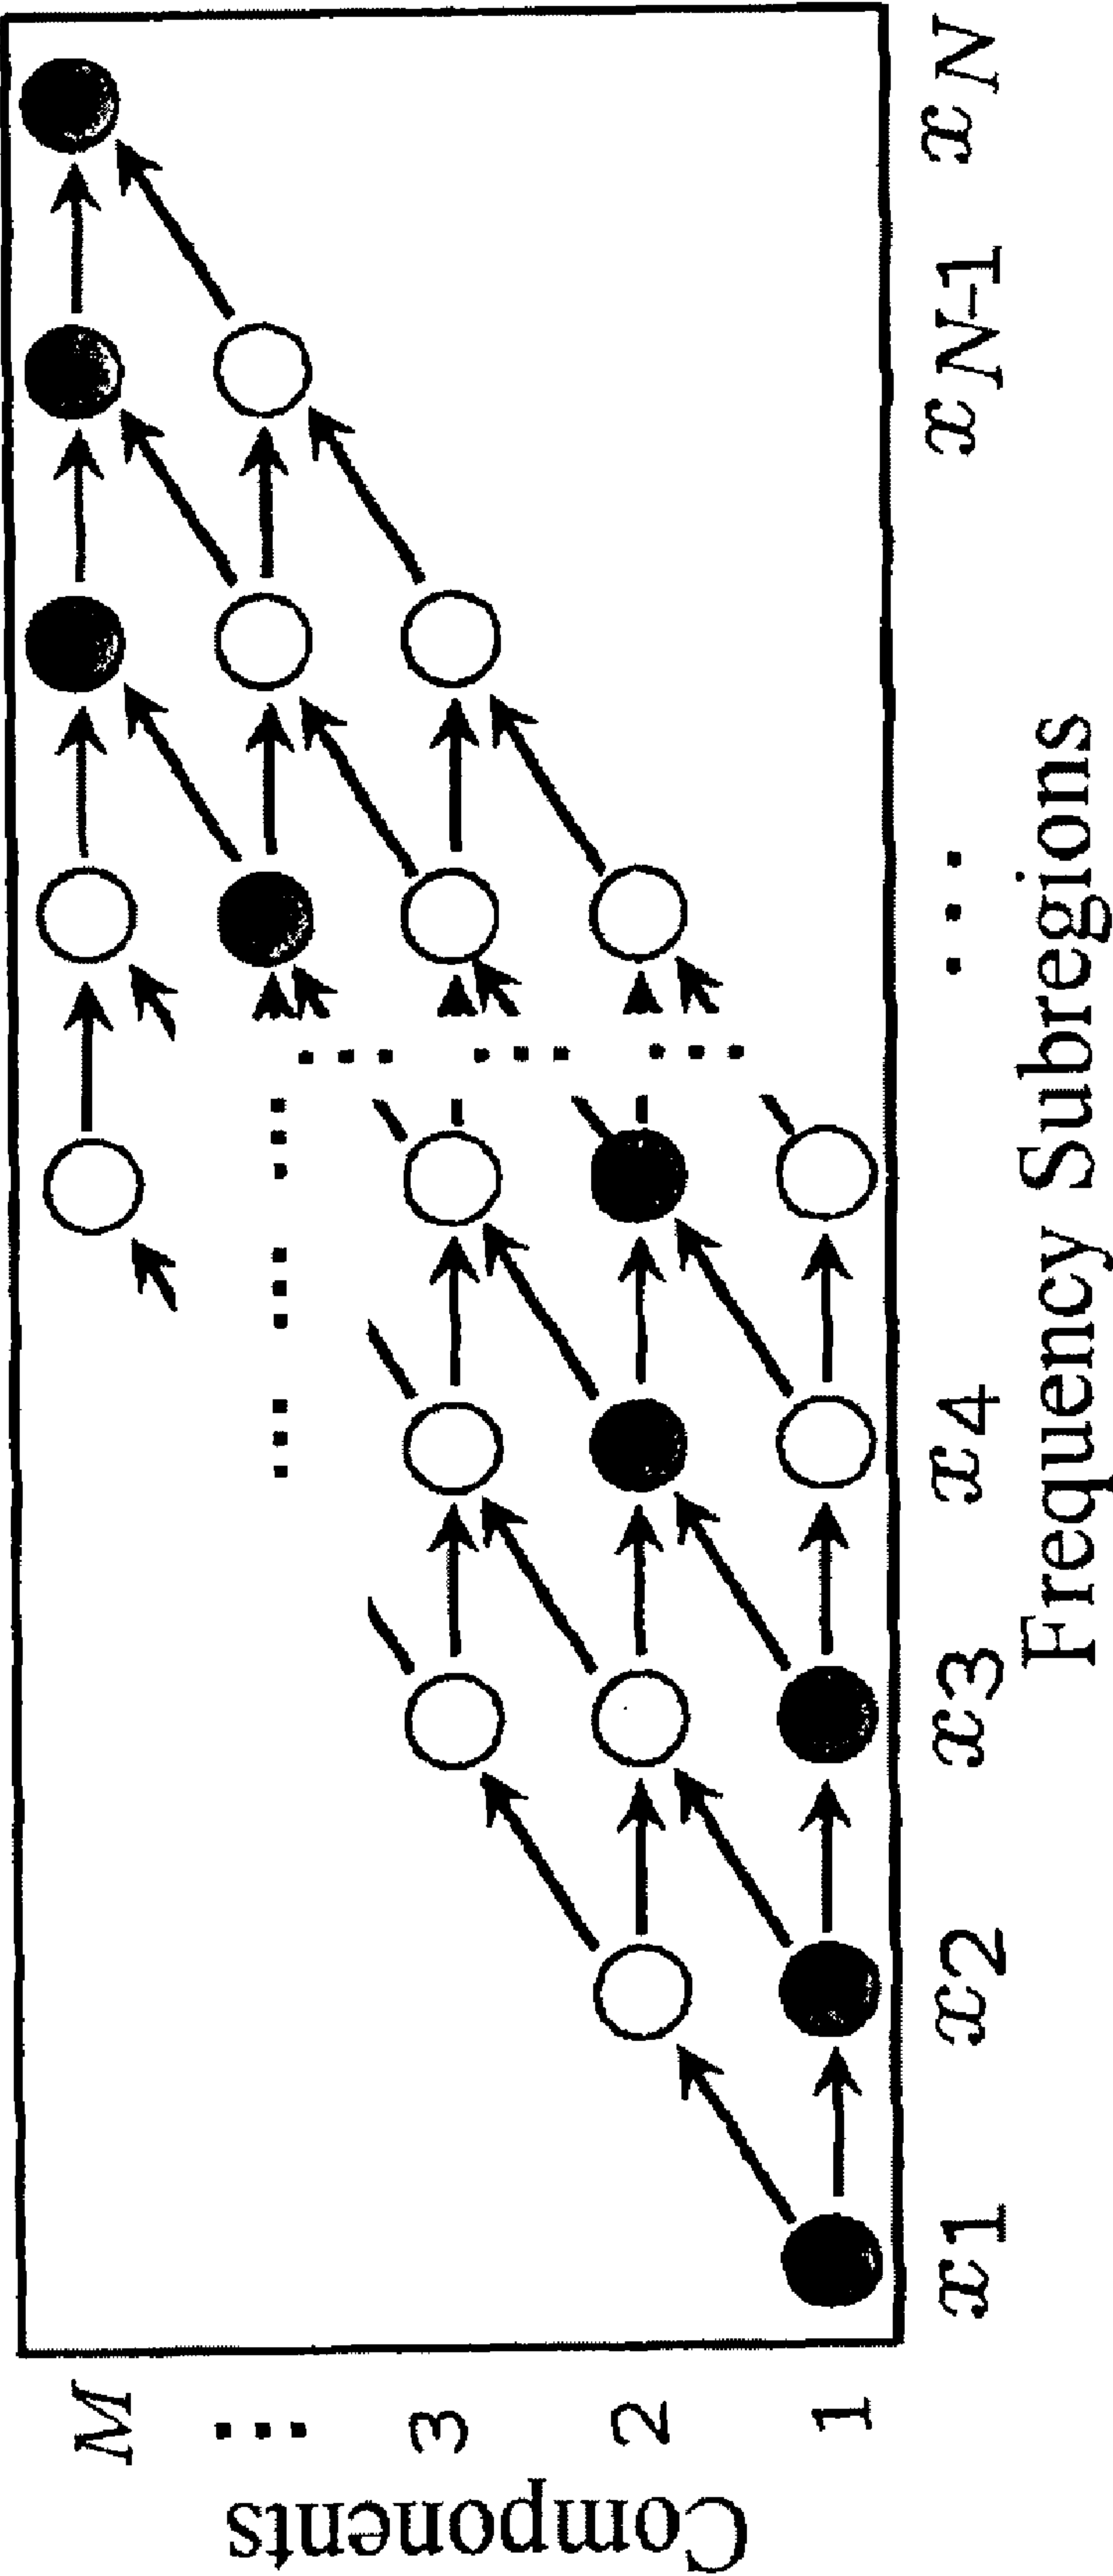 Components
M
⋮
3
2
1
x1 x2 x3 x4 ... xN-1 xN
Frequency Subregions